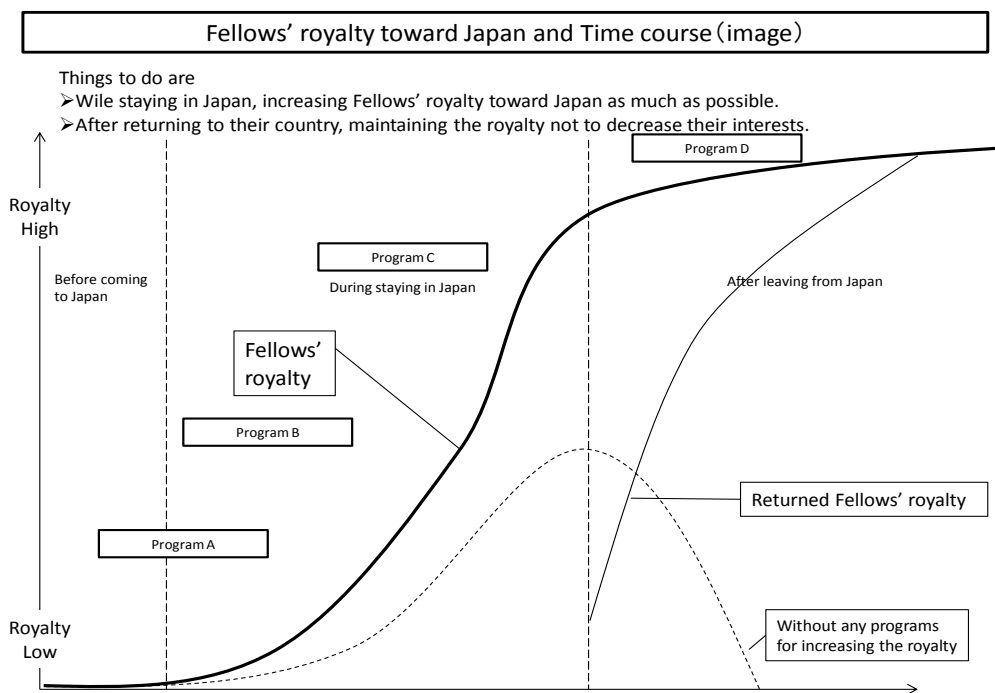 Fellows’ royalty toward Japan and Time course(image)
Things to do are
➢Wile staying in Japan, increasing Fellows’ royalty toward Japan as much as possible.
➢After returning to their country, maintaining the royalty not to decrease their interests.
Program D
Royalty
High
Program C
Before coming
to Japan
During staying in Japan
After leaving from Japan
Fellows’
royalty
Program B
Returned Fellows’ royalty
Program A
Royalty
Low
Without any programs
for increasing the royalty